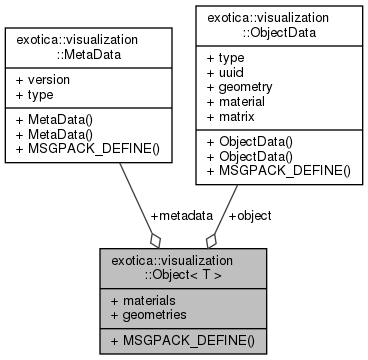 exotica::visualization
::MetaData
+ version
+ type
+ MetaData()
+ MetaData()
+ MSGPACK_DEFINE()
exotica::visualization
::ObjectData
+ type
+ uuid
+ geometry
+ material
+ matrix
+ ObjectData()
+ ObjectData()
+ MSGPACK_DEFINE()
+metadata
+object
exotica::visualization
::Object< T >
+ materials
+ geometries
+ MSGPACK_DEFINE()